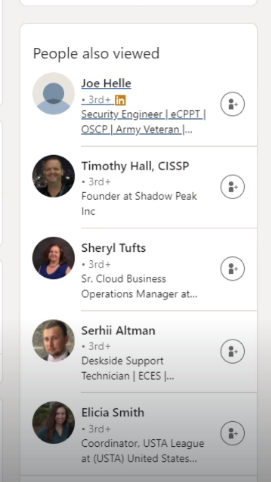 People also viewed
Joe Helle
• 3rd+ in
Security Engineer | eCPPT |
OSCP | Army Veteran |...
Timothy Hall, CISSP
• 3rd+
Founder at Shadow Peak
Inc
Sheryl Tufts
• 3rd+
Sr. Cloud Business
Operations Manager at...
Serhii Altman
• 3rd+
Deskside Support
Technician | ECES |...
Elicia Smith
• 3rd+
Coordinator, USTA League
at (USTA) United States...